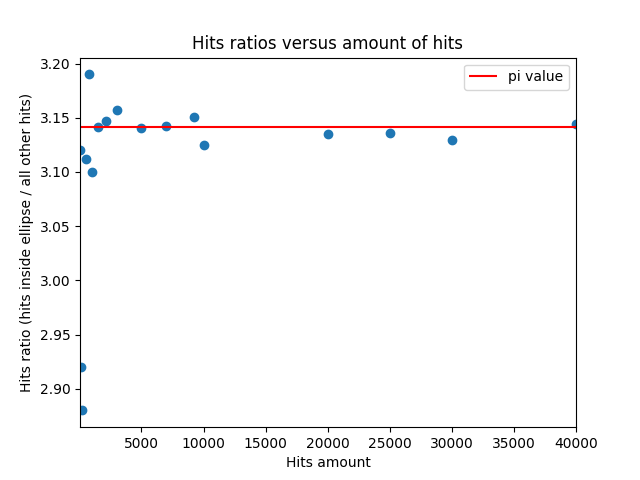 Hits ratios versus amount of hits
pi value
Hits ratio (hits inside ellipse / all other hits)
3.20
3.15
3.10
3.05
3.00
2.95
2.90
5000 10000 15000 20000 25000 30000 35000 40000
Hits amount